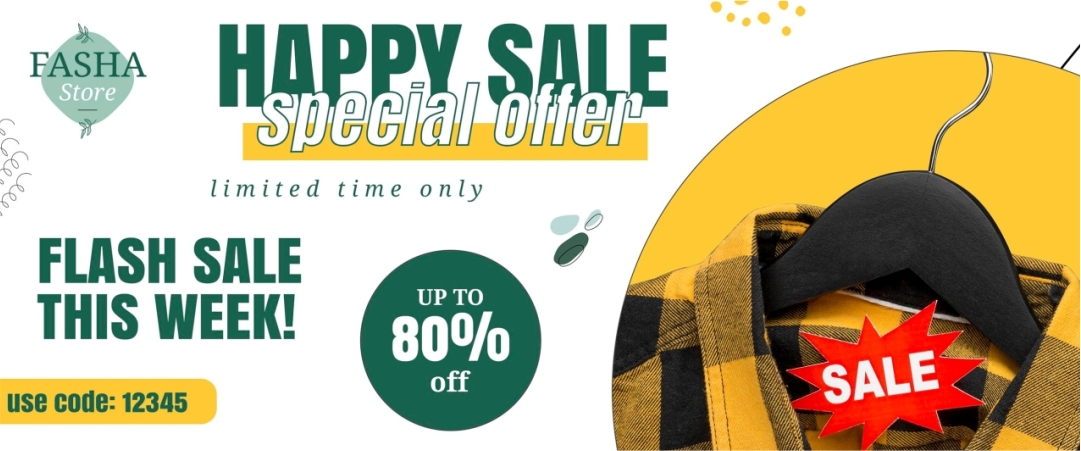 FASHA
Store
HAPPY SALE
special offer
limited time only
FLASH SALE
THIS WEEK!
UP TO
80%
off
use code: 12345
SALE